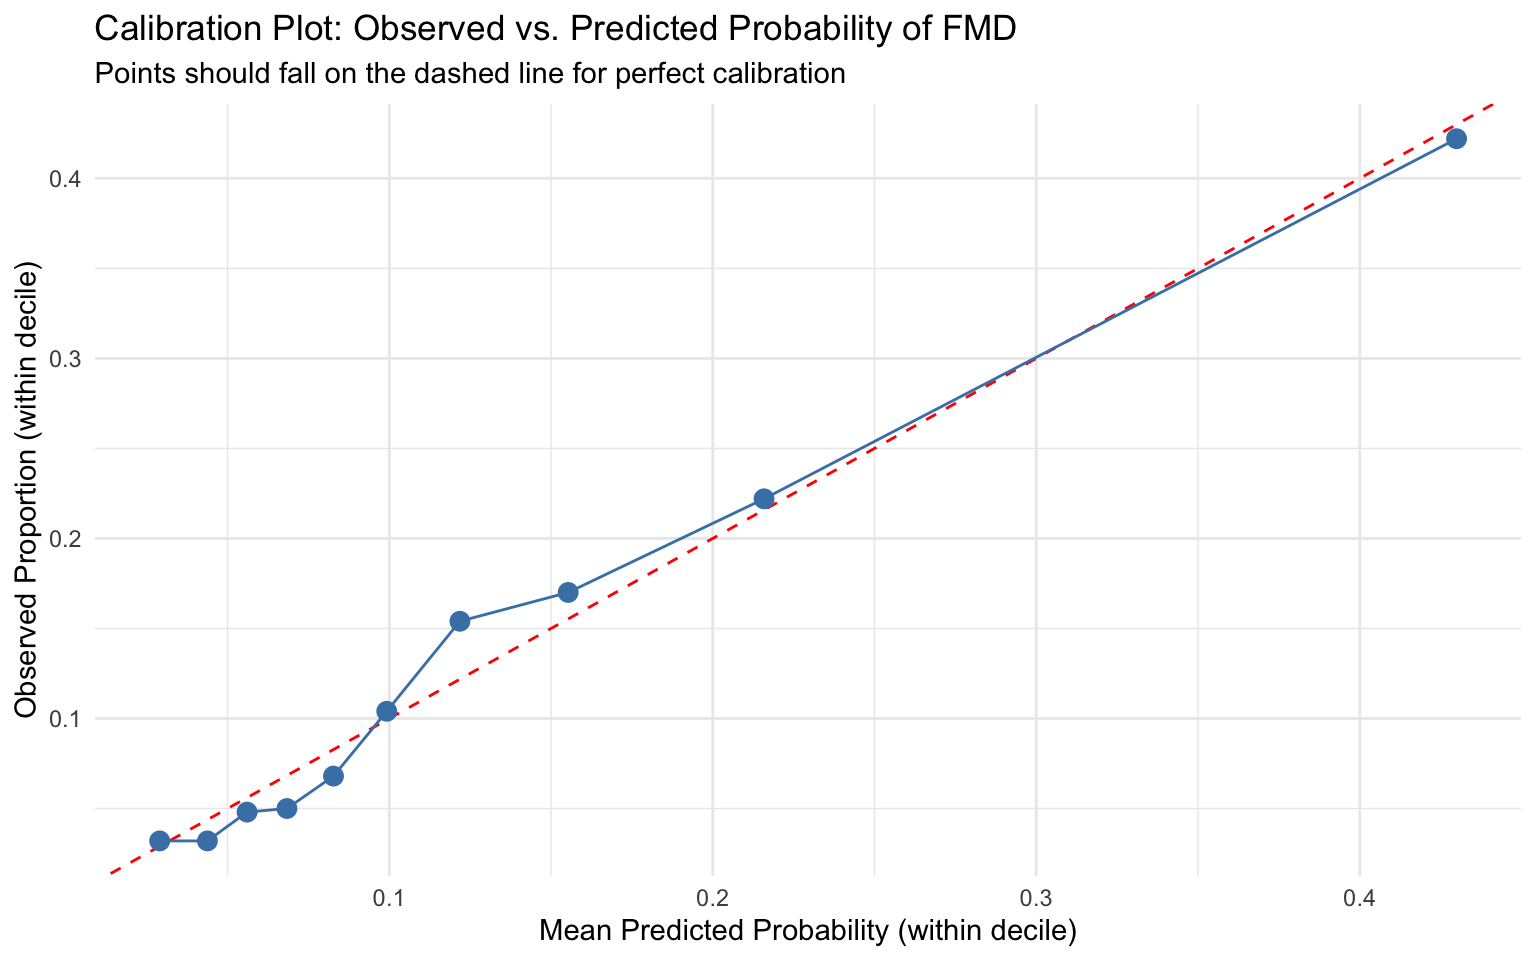 Calibration Plot: Observed vs. Predicted Probability of FMD
Points should fall on the dashed line for perfect calibration
Observed Proportion (within decile)
0.4
0.3
0.2
0.1
0.1 0.2 0.3 0.4
Mean Predicted Probability (within decile)